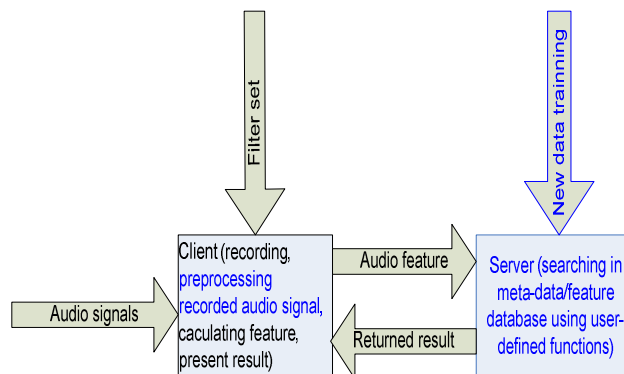 Filter set
New data trainning
Client (recording,
preprocessing
recorded audio signal,
caculating feature,
present result)
Audio feature
Server (searching in
meta-data/feature
database using user-
defined functions)
Audio signals
Returned result